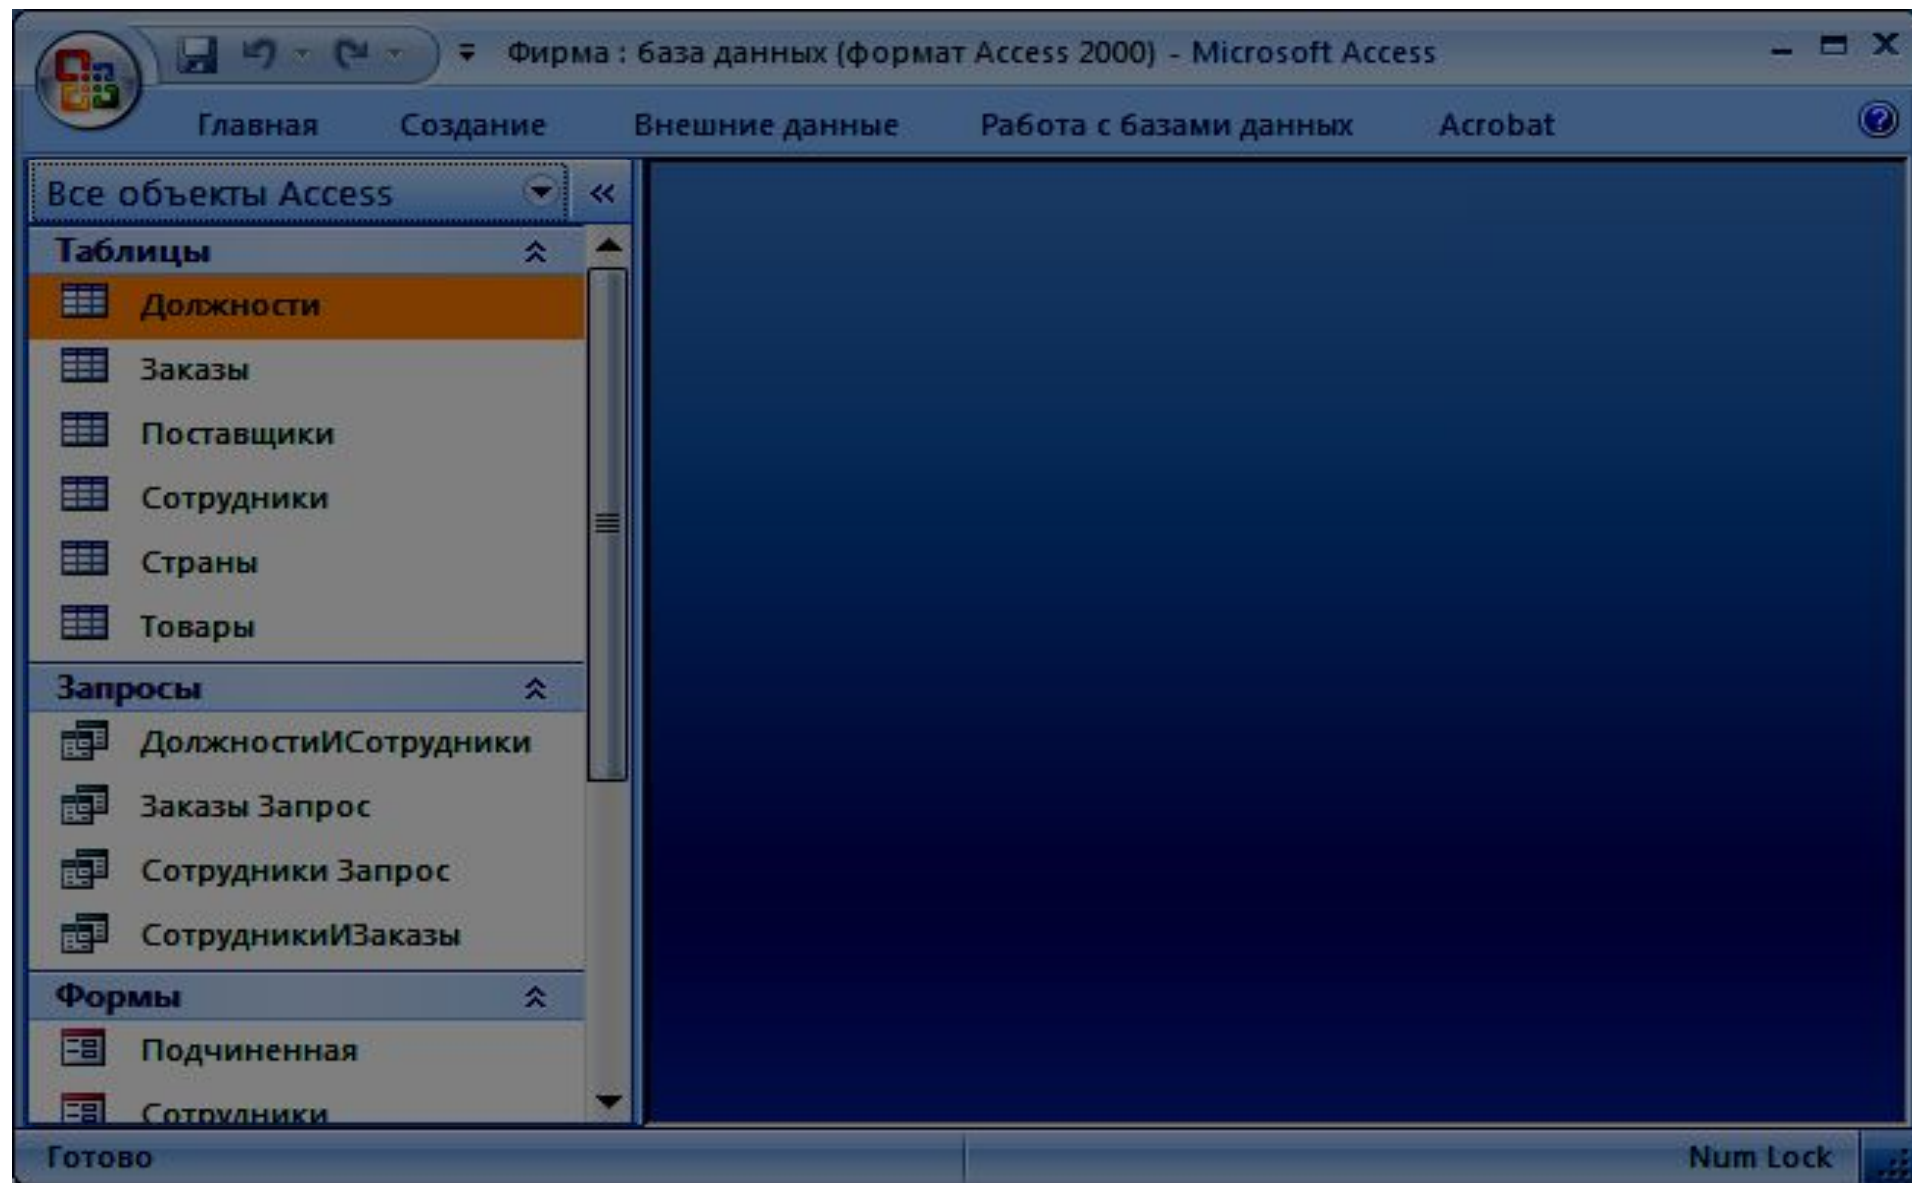 Фирма : база данных (формат Access 2000) - Microsoft Access
Главная Создание Внешние данные Работа с базами данных Acrobat
Все объекты Access
Таблицы
Должности
Заказы
Поставщики
Сотрудники
Страны
Товары
Запросы
ДолжностиИСотрудники
Заказы Запрос
Сотрудники Запрос
СотрудникиИЗаказы
Формы
Подчиненная
Сотрудники
Готово Num Lock